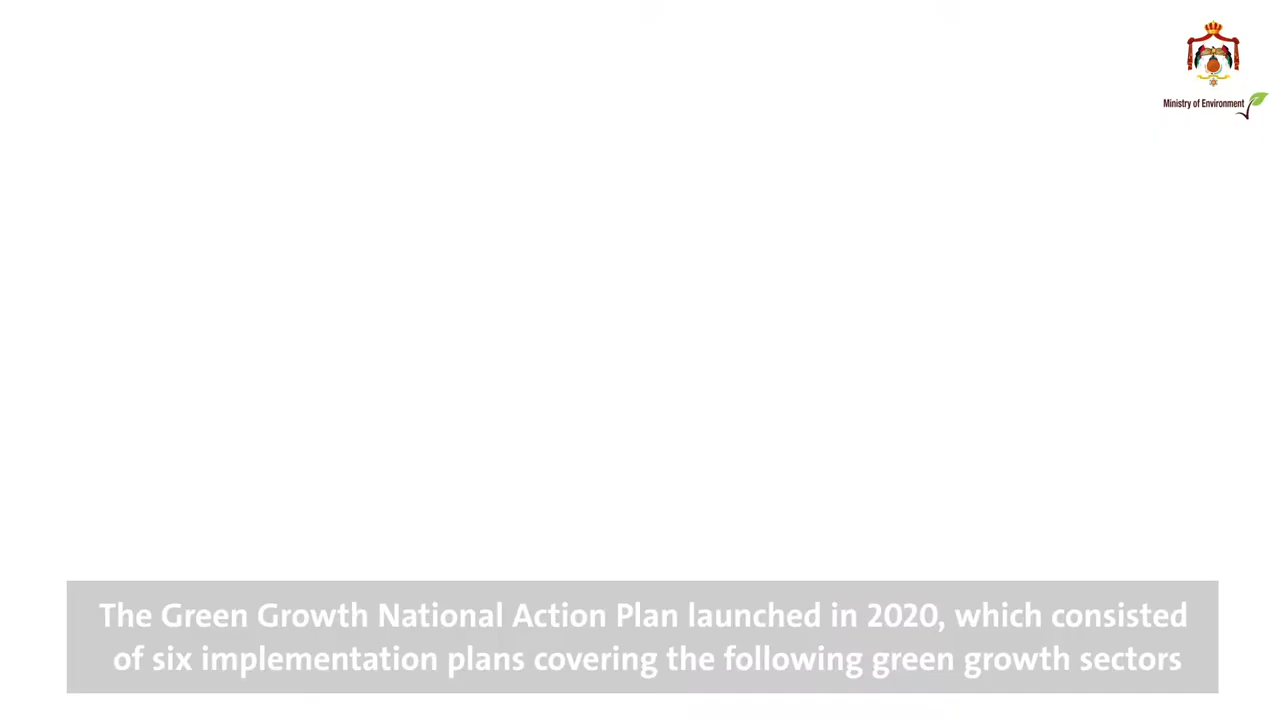 Ministry of Environment
The Green Growth National Action Plan launched in 2020, which consisted
of six implementation plans covering the following green growth sectors